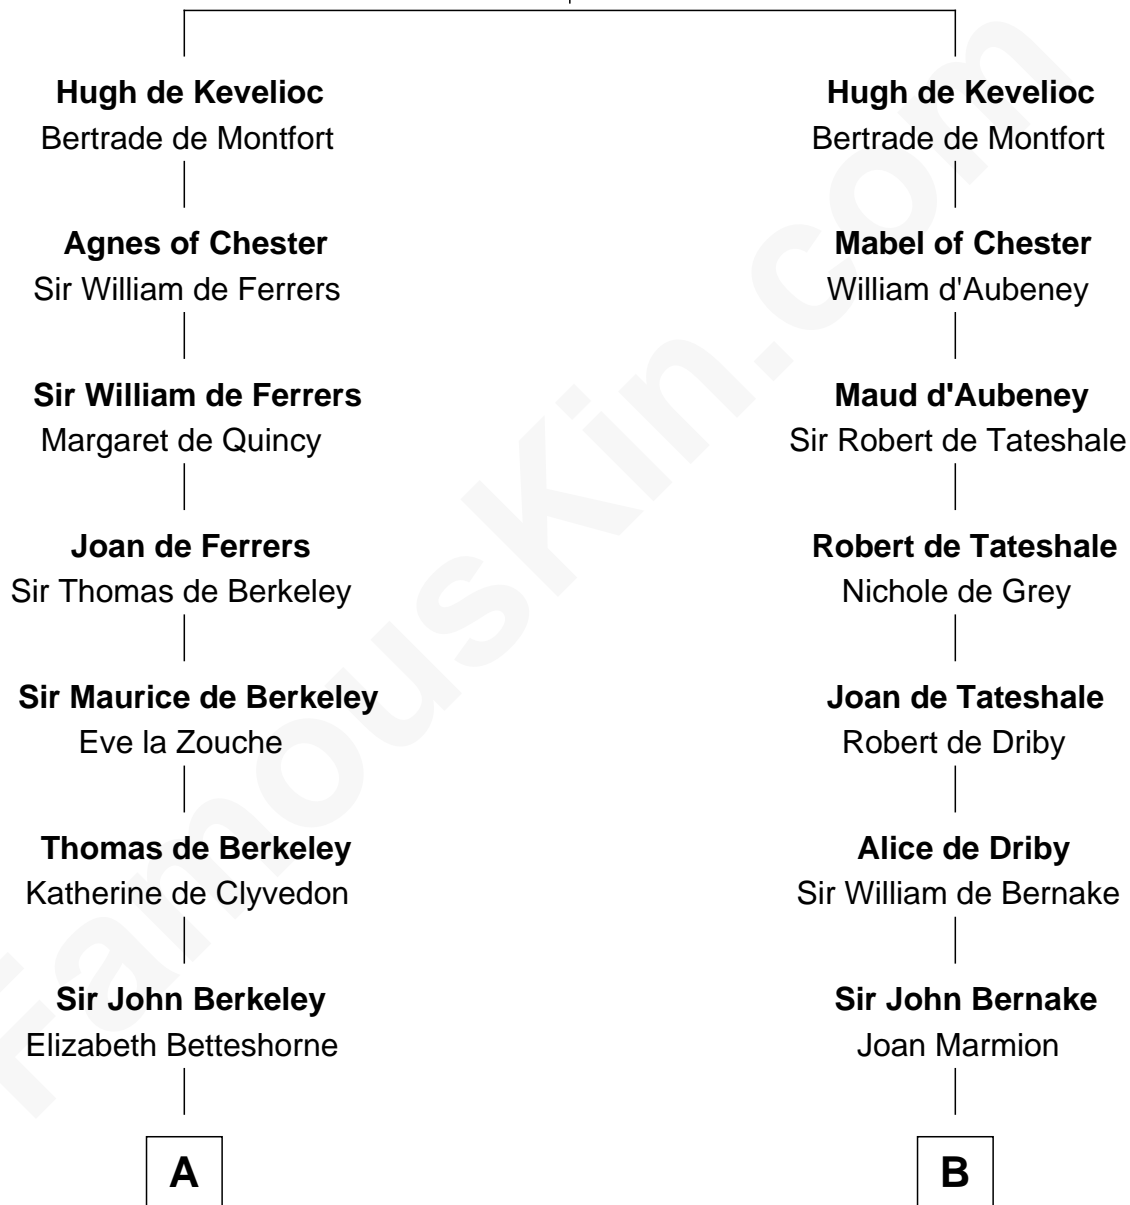 Hugh de Kevelioc
Bertrade de Montfort
Agnes of Chester
Sir William de Ferrers
Sir William de Ferrers
Margaret de Quincy
Joan de Ferrers
Sir Thomas de Berkeley
Sir Maurice de Berkeley
Eve la Zouche
Thomas de Berkeley
Katherine de Clyvedon
Sir John Berkeley
Elizabeth Betteshorne
A
Hugh de Kevelioc
Bertrade de Montfort
Mabel of Chester
William d'Aubeney
Maud d'Aubeney
Sir Robert de Tateshale
Robert de Tateshale
Nichole de Grey
Joan de Tateshale
Robert de Driby
Alice de Driby
Sir William de Bernake
Sir John Bernake
Joan Marmion
B
FamousKin.com